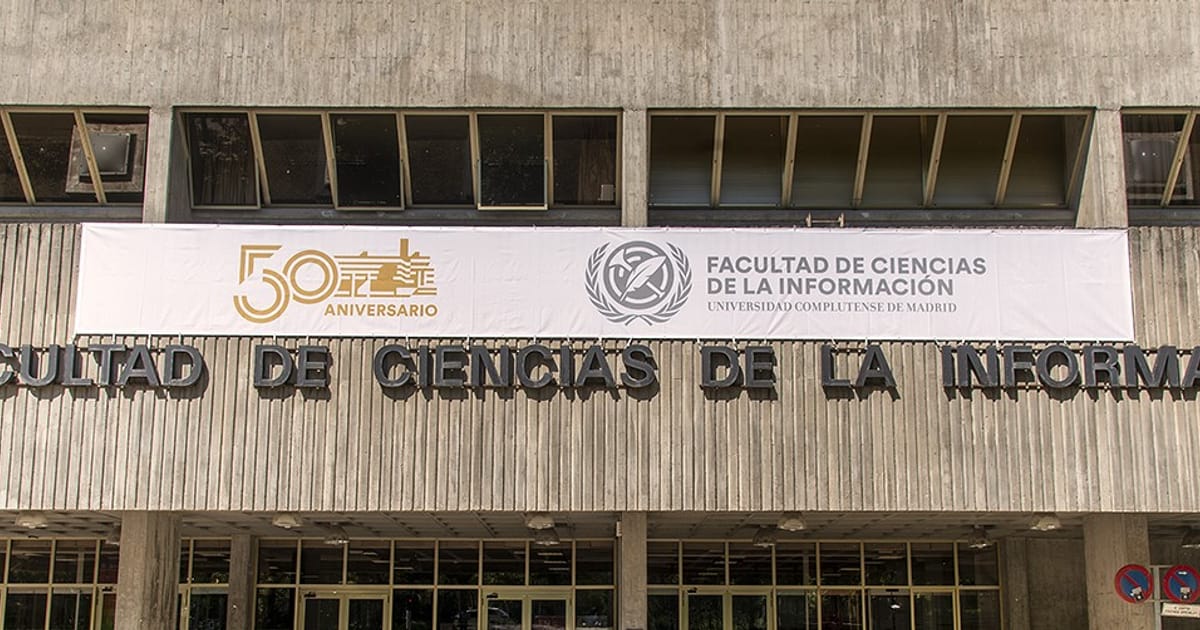 50
ANIVERSARIO
FACULTAD DE CIENCIAS
DE LA INFORMACIÓN
UNIVERSIDAD COMPLUTENSE DE MADRID
CULTAD DE CIENCIAS DE LA INFORMA